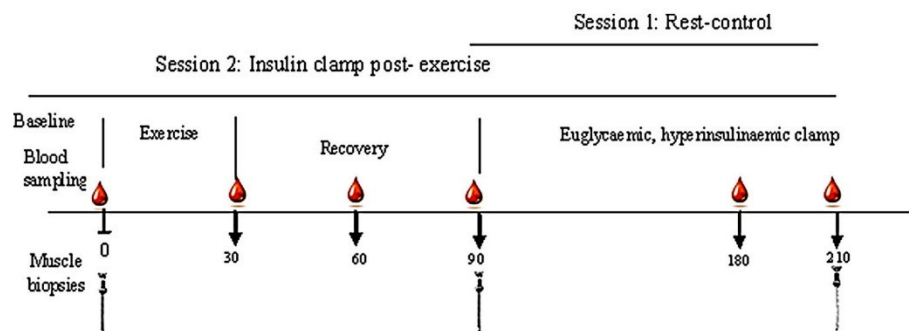 Session 1: Rest-control
Session 2: Insulin clamp post- exercise
Baseline
Exercise
Recovery
Euglycaemic, hyperinsulinaemic clamp
Blood
sampling
0
30
60
90
180
210
Muscle
biopsies